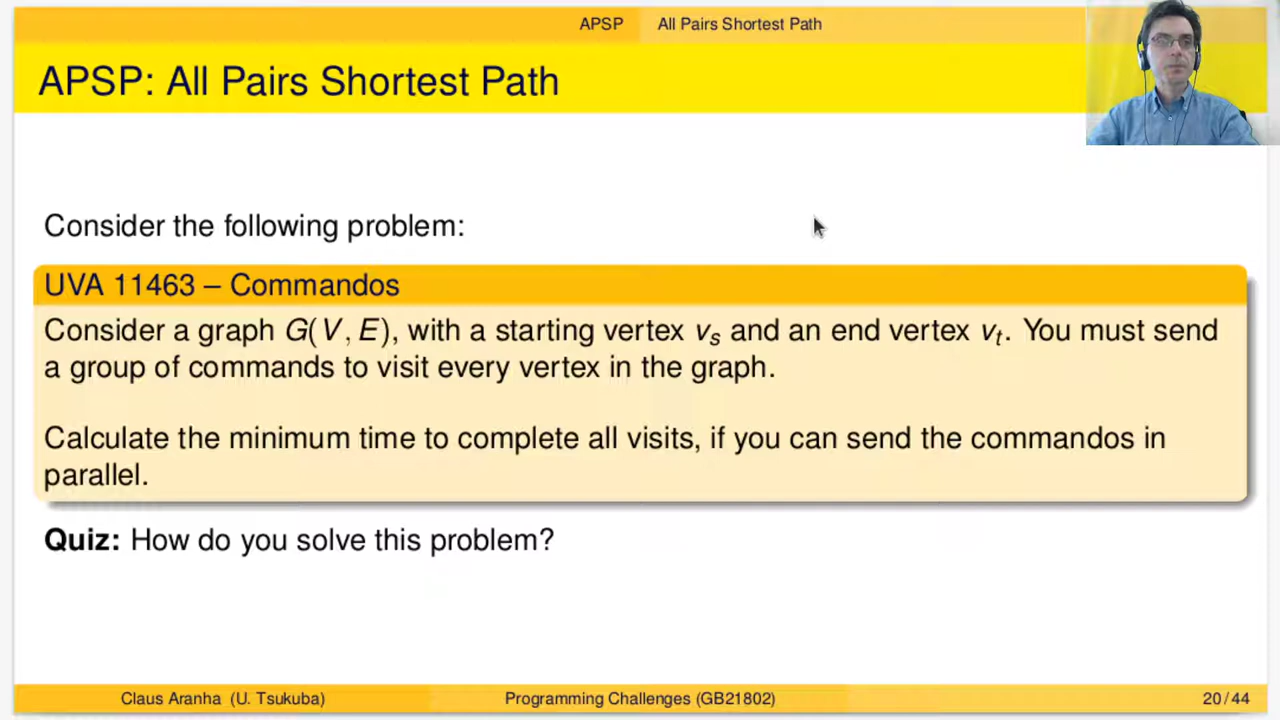 APSP All Pairs Shortest Path
APSP: All Pairs Shortest Path
Consider the following problem:
UVA 11463 – Commandos
Consider a graph G(V, E), with a starting vertex vs and an end vertex vt. You must send
a group of commands to visit every vertex in the graph.
Calculate the minimum time to complete all visits, if you can send the commandos in
parallel.
Quiz: How do you solve this problem?
Claus Aranha (U. Tsukuba) Programming Challenges (GB21802) 20 / 44